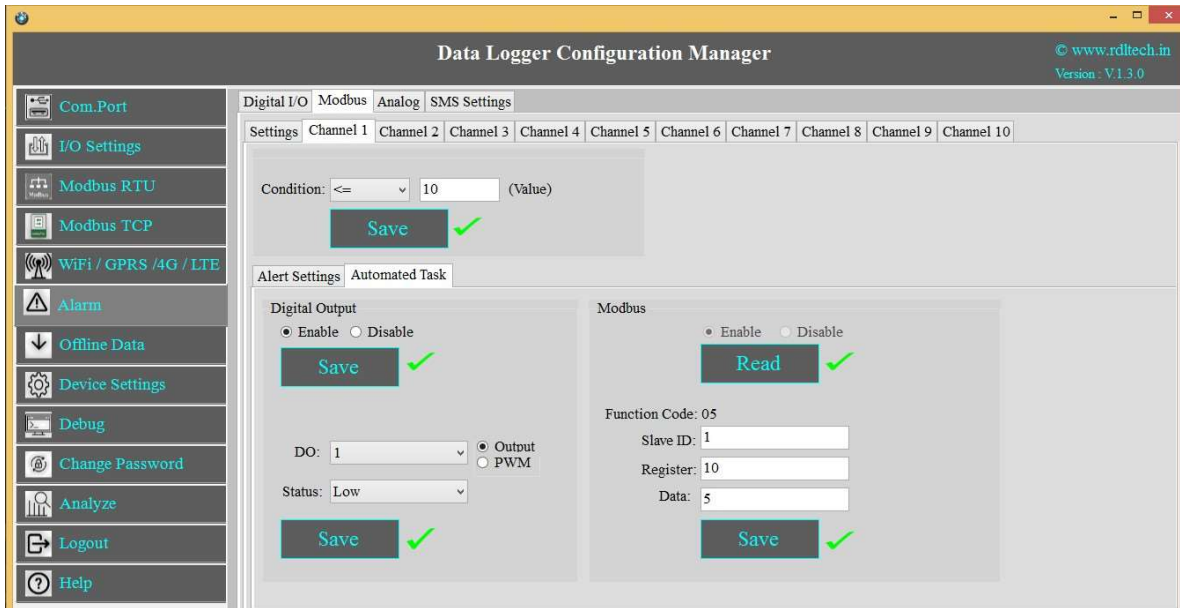 Data Logger Configuration Manager
© www.rdltech.in
Version : V.1.3.0
Com.Port
I/O Settings
Modbus RTU
Modbus TCP
WiFi / GPRS /4G / LTE
Alarm
Offline Data
Device Settings
Debug
Change Password
Analyze
Logout
Help
Digital I/O Modbus Analog SMS Settings
Settings Channel 1 Channel 2 Channel 3 Channel 4 Channel 5 Channel 6 Channel 7 Channel 8 Channel 9 Channel 10
Condition: <= 10 (Value)
Save
Alert Settings Automated Task
Digital Output
Enable Disable
Save
DO: 1 Output
PWM
Status: Low
Save
Modbus
Enable Disable
Read
Function Code: 05
Slave ID: 1
Register: 10
Data: 5
Save